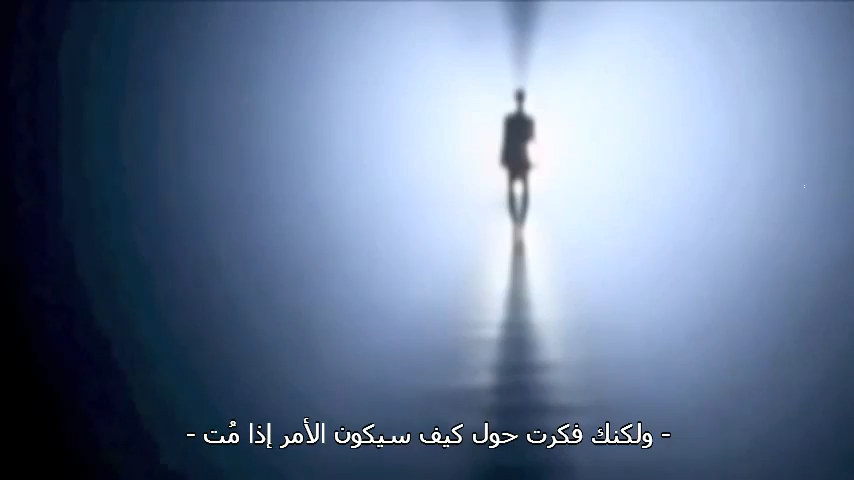 - ولكنك فكرت حول كيف سيكون الأمر إذا مُت -